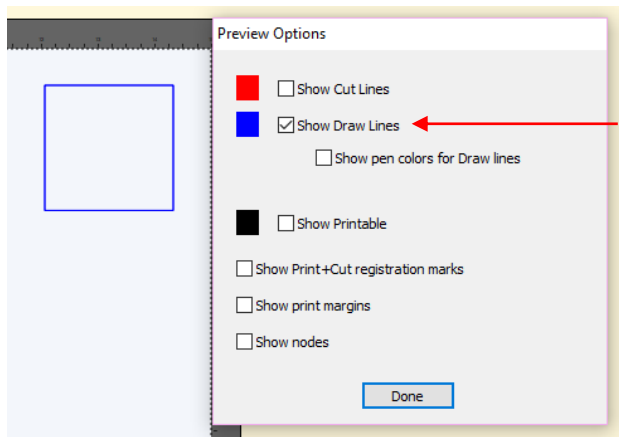 Preview Options
Show Cut Lines
Show Draw Lines
Show pen colors for Draw lines
Show Printable
Show Print+Cut registration marks
Show print margins
Show nodes
Done